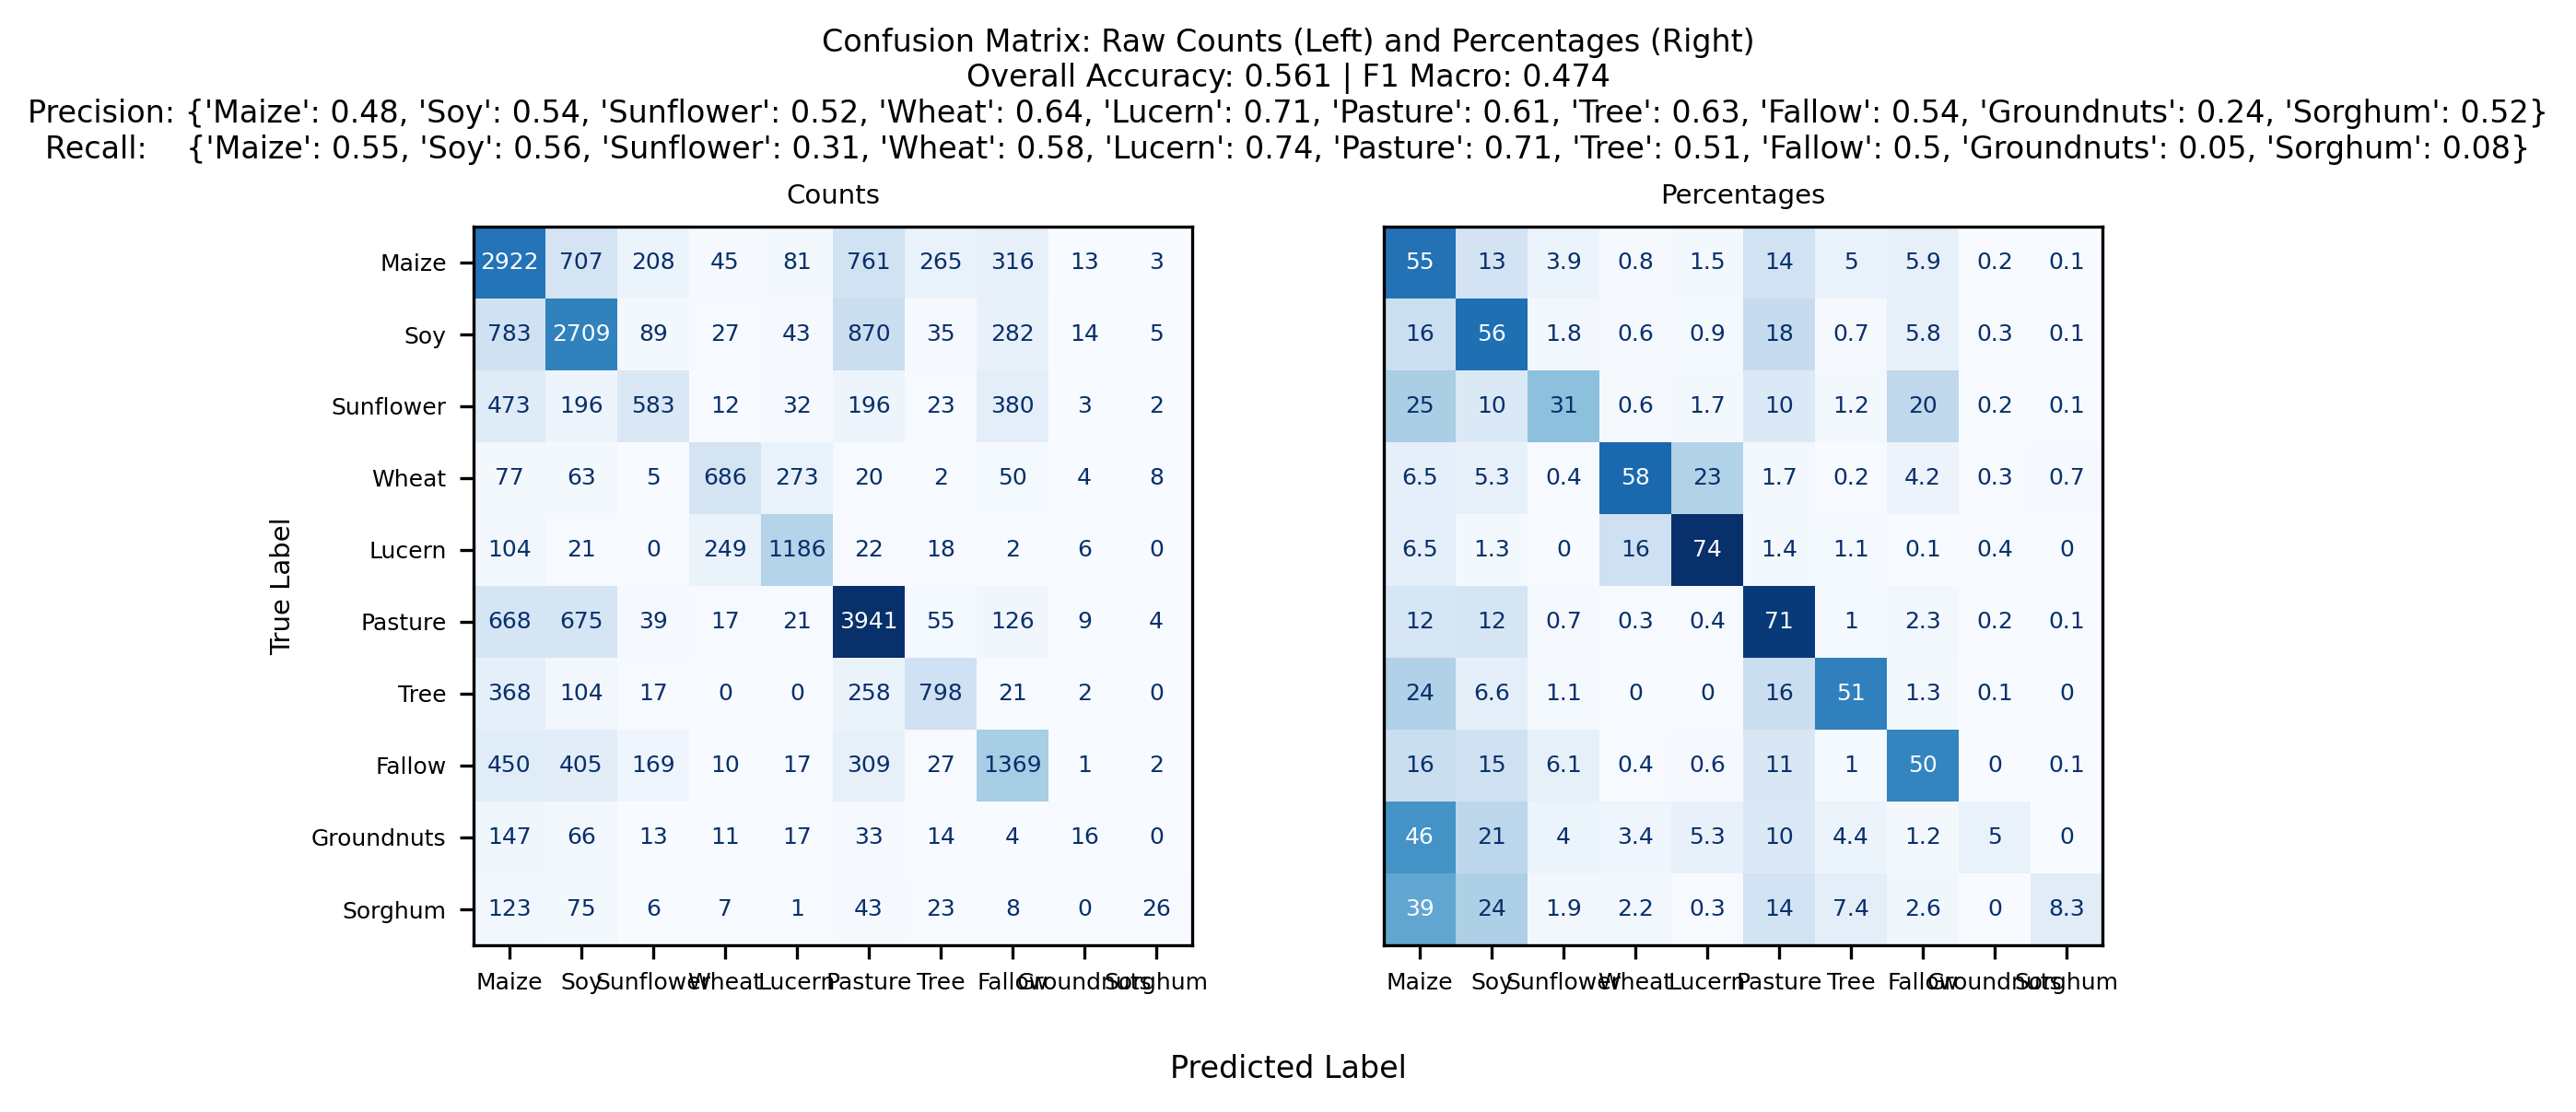 Confusion Matrix: Raw Counts (Left) and Percentages (Right)
Overall Accuracy: 0.561 | F1 Macro: 0.474
Precision: {'Maize': 0.48, 'Soy': 0.54, 'Sunflower': 0.52, 'Wheat': 0.64, 'Lucern': 0.71, 'Pasture': 0.61, 'Tree': 0.63, 'Fallow': 0.54, 'Groundnuts': 0.24, 'Sorghum': 0.52}
Recall: {'Maize': 0.55, 'Soy': 0.56, 'Sunflower': 0.31, 'Wheat': 0.58, 'Lucern': 0.74, 'Pasture': 0.71, 'Tree': 0.51, 'Fallow': 0.5, 'Groundnuts': 0.05, 'Sorghum': 0.08}
Counts
True Label
Maize 2922 707 208 45 81 761 265 316 13 3
Soy 783 2709 89 27 43 870 35 282 14 5
Sunflower 473 196 583 12 32 196 23 380 3 2
Wheat 77 63 5 686 273 20 2 50 4 8
Lucern 104 21 0 249 1186 22 18 2 6 0
Pasture 668 675 39 17 21 3941 55 126 9 4
Tree 368 104 17 0 0 258 798 21 2 0
Fallow 450 405 169 10 17 309 27 1369 1 2
Groundnuts 147 66 13 11 17 33 14 4 16 0
Sorghum 123 75 6 7 1 43 23 8 0 26
Maize Soy Sunflower Wheat Lucern Pasture Tree Fallow Groundnuts Sorghum
Percentages
55 13 3.9 0.8 1.5 14 5 5.9 0.2 0.1
16 56 1.8 0.6 0.9 18 0.7 5.8 0.3 0.1
25 10 31 0.6 1.7 10 1.2 20 0.2 0.1
6.5 5.3 0.4 58 23 1.7 0.2 4.2 0.3 0.7
6.5 1.3 0 16 74 1.4 1.1 0.1 0.4 0
12 12 0.7 0.3 0.4 71 1 2.3 0.2 0.1
24 6.6 1.1 0 0 16 51 1.3 0.1 0
16 15 6.1 0.4 0.6 11 1 50 0 0.1
46 21 4 3.4 5.3 10 4.4 1.2 5 0
39 24 1.9 2.2 0.3 14 7.4 2.6 0 8.3
Maize Soy Sunflower Wheat Lucern Pasture Tree Fallow Groundnuts Sorghum
Predicted Label